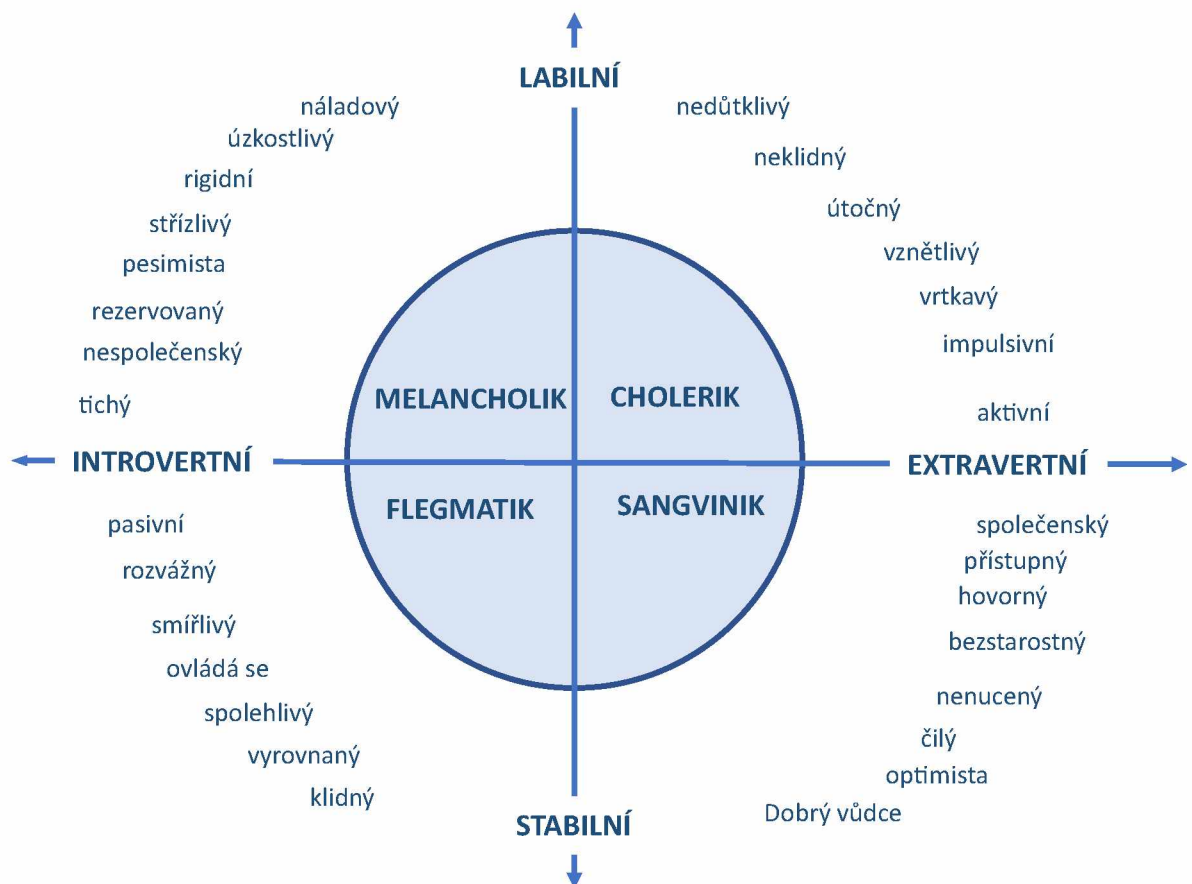 LABILNÍ
náladový
nedůtklivý
úzkostlivý
neklidný
rigidní
útočný
střízlivý
vznětlivý
pesimista
vrtkavý
rezervovaný
impulsivní
nespolečenský
MELANCHOLIK
CHOLERIK
tichý
aktivní
INTROVERTNÍ
EXTRAVERTNÍ
FLEGMATIK
SANGVINIK
pasivní
společenský
rozvážný
přístupný
hovorný
smířlivý
bezstarostný
ovládá se
nenucený
spolehlivý
čilý
vyrovnaný
optimista
klidný
Dobrý vůdce
STABILNÍ